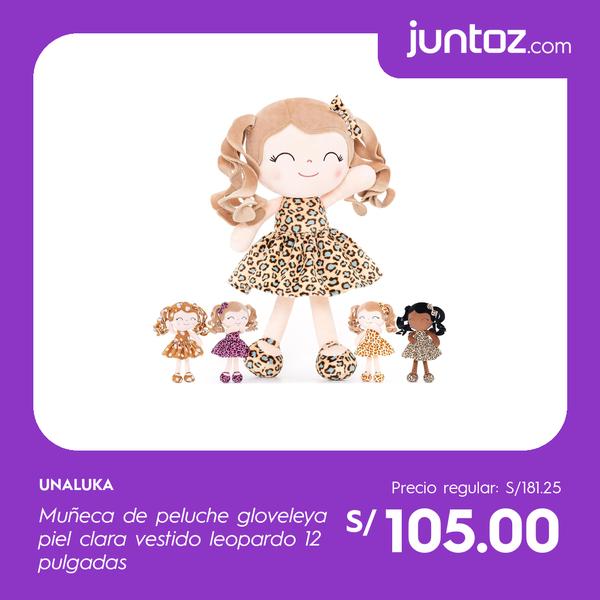 juntoz.com
UNALUKA
Muñeca de peluche gloveleya
piel clara vestido leopardo 12
pulgadas
Precio regular: S/181.25
S/105.00